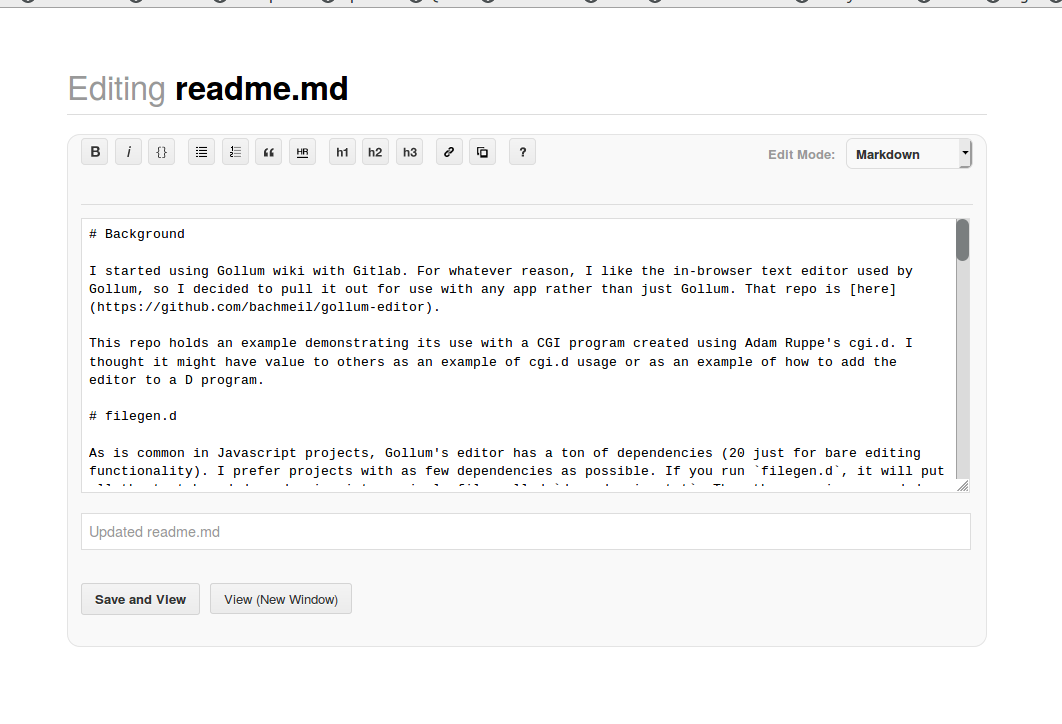 Editing readme.md
B i {} HR h1 h2 h3 ? Edit Mode: Markdown
# Background
I started using Gollum wiki with Gitlab. For whatever reason, I like the in-browser text editor used by
Gollum, so I decided to pull it out for use with any app rather than just Gollum. That repo is [here]
(https://github.com/bachmeil/gollum-editor).
This repo holds an example demonstrating its use with a CGI program created using Adam Ruppe's cgi.d. I
thought it might have value to others as an example of cgi.d usage or as an example of how to add the
editor to a D program.
# filegen.d
As is common in Javascript projects, Gollum's editor has a ton of dependencies (20 just for bare editing
functionality). I prefer projects with as few dependencies as possible. If you run `filegen.d`, it will put
Updated readme.md
Save and View View (New Window)